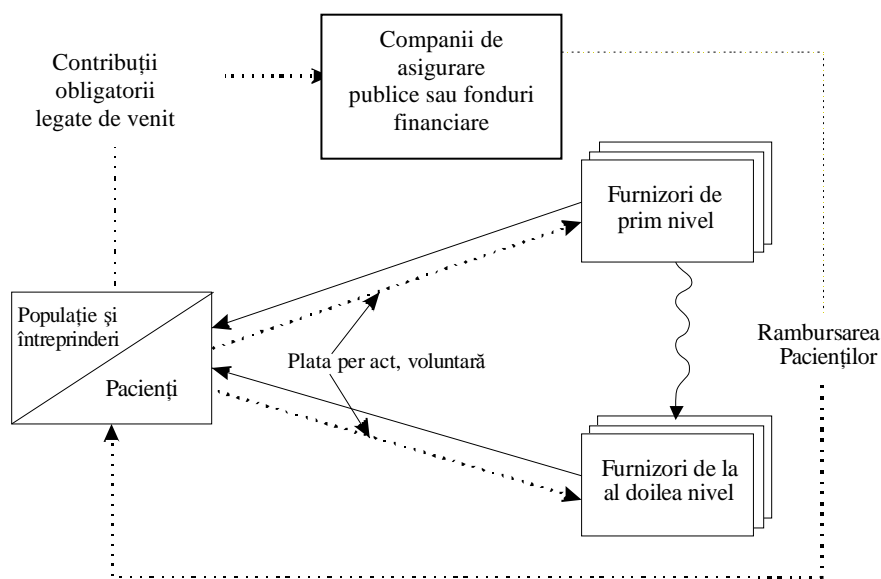 Contribuții
obligatorii
legate de venit
Companii de
asigurare
publice sau fonduri
financiare
Furnizori de
prim nivel
Populație şi
întreprinderi
Pacienți
Plata per act, voluntară
Rambursarea
Pacienților
Furnizori de la
al doilea nivel